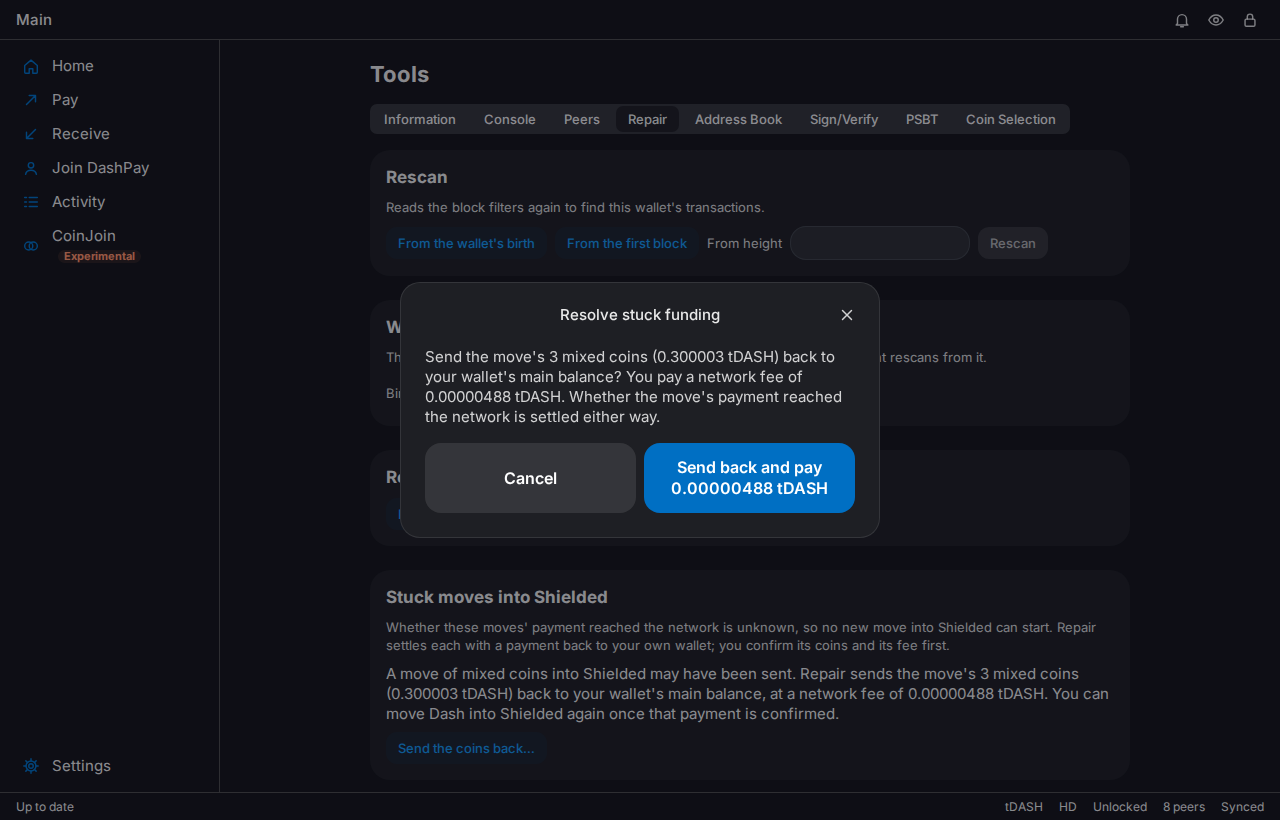 Main
Home
Pay
Receive
Join DashPay
Activity
CoinJoin
Experimental
Settings
Tools
Information Console Peers Repair Address Book Sign/Verify PSBT Coin Selection
Rescan
Reads the block filters again to find this wallet's transactions.
From the wallet's birth From the first block From height Rescan
rescans from it.
Resolve stuck funding
Send the move's 3 mixed coins (0.300003 tDASH) back to
your wallet's main balance? You pay a network fee of
0.00000488 tDASH. Whether the move's payment reached
the network is settled either way.
Cancel
Send back and pay
0.00000488 tDASH
Stuck moves into Shielded
Whether these moves' payment reached the network is unknown, so no new move into Shielded can start. Repair
settles each with a payment back to your own wallet; you confirm its coins and its fee first.
A move of mixed coins into Shielded may have been sent. Repair sends the move's 3 mixed coins
(0.300003 tDASH) back to your wallet's main balance, at a network fee of 0.00000488 tDASH. You can
move Dash into Shielded again once that payment is confirmed.
Send the coins back...
Up to date
tDASH HD Unlocked 8 peers Synced